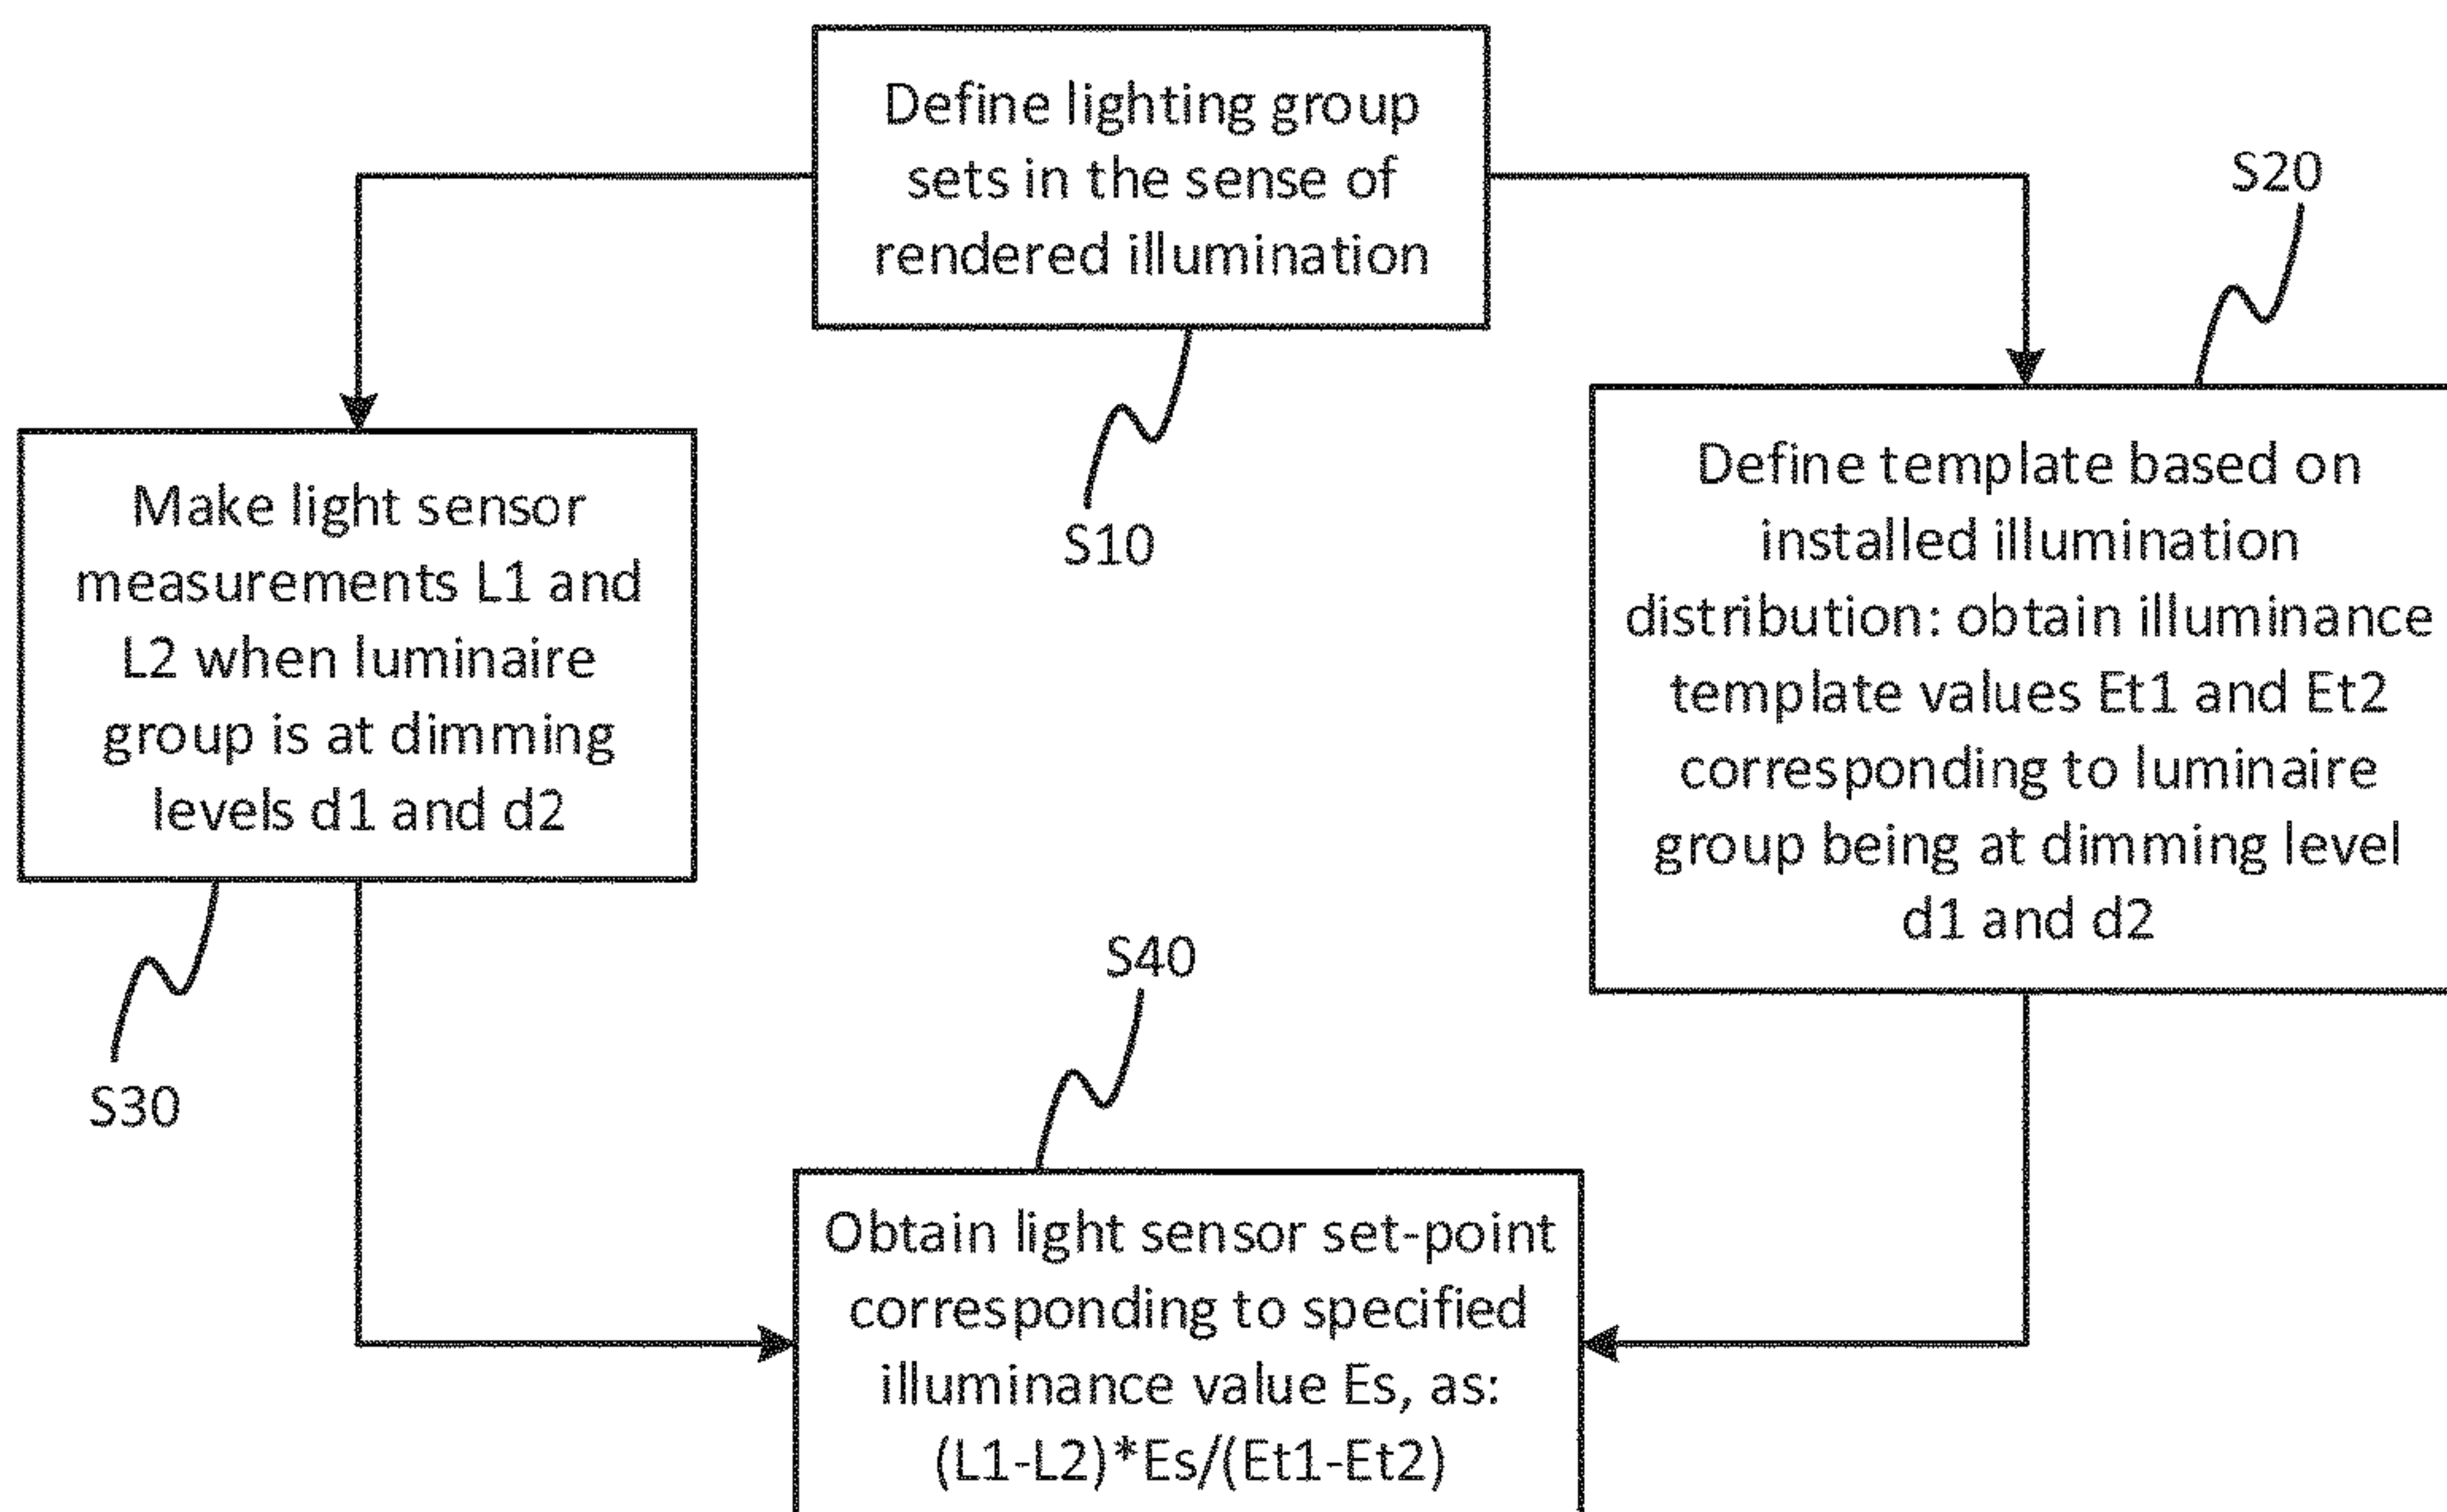 Define lighting group
sets in the sense of
rendered illumination
S10
S20
Make light sensor
measurements L1 and
L2 when luminaire
group is at dimming
levels d1 and d2
S30
Define template based on
installed illumination
distribution: obtain illuminance
template values Et1 and Et2
corresponding to luminaire
group being at dimming level
d1 and d2
S40
Obtain light sensor set-point
corresponding to specified
illuminance value Es, as:
(L1-L2)*Es/(Et1-Et2)